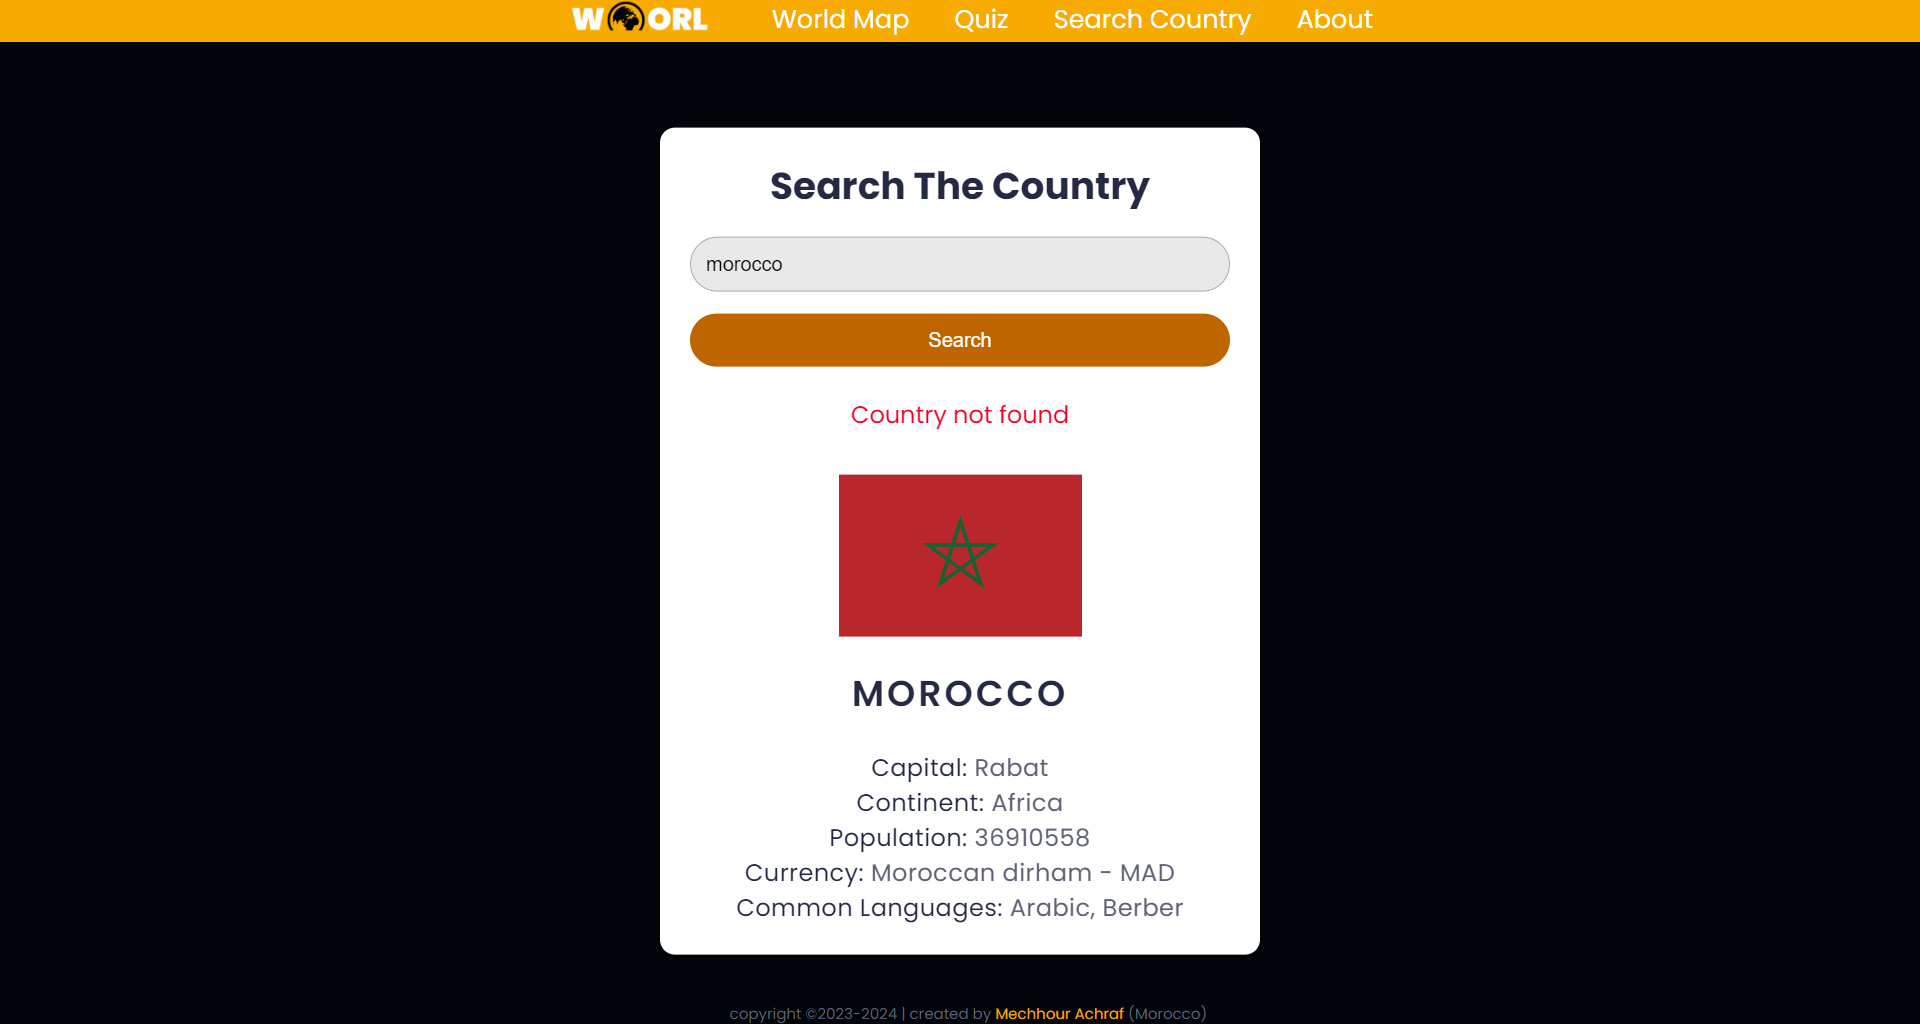 WOORL World Map Quiz Search Country About
Search The Country
morocco
Search
Country not found
MOROCCO
Capital: Rabat
Continent: Africa
Population: 36910558
Currency: Moroccan dirham - MAD
Common Languages: Arabic, Berber
copyright ©2023-2024 | created by Mechhour Achraf (Morocco)